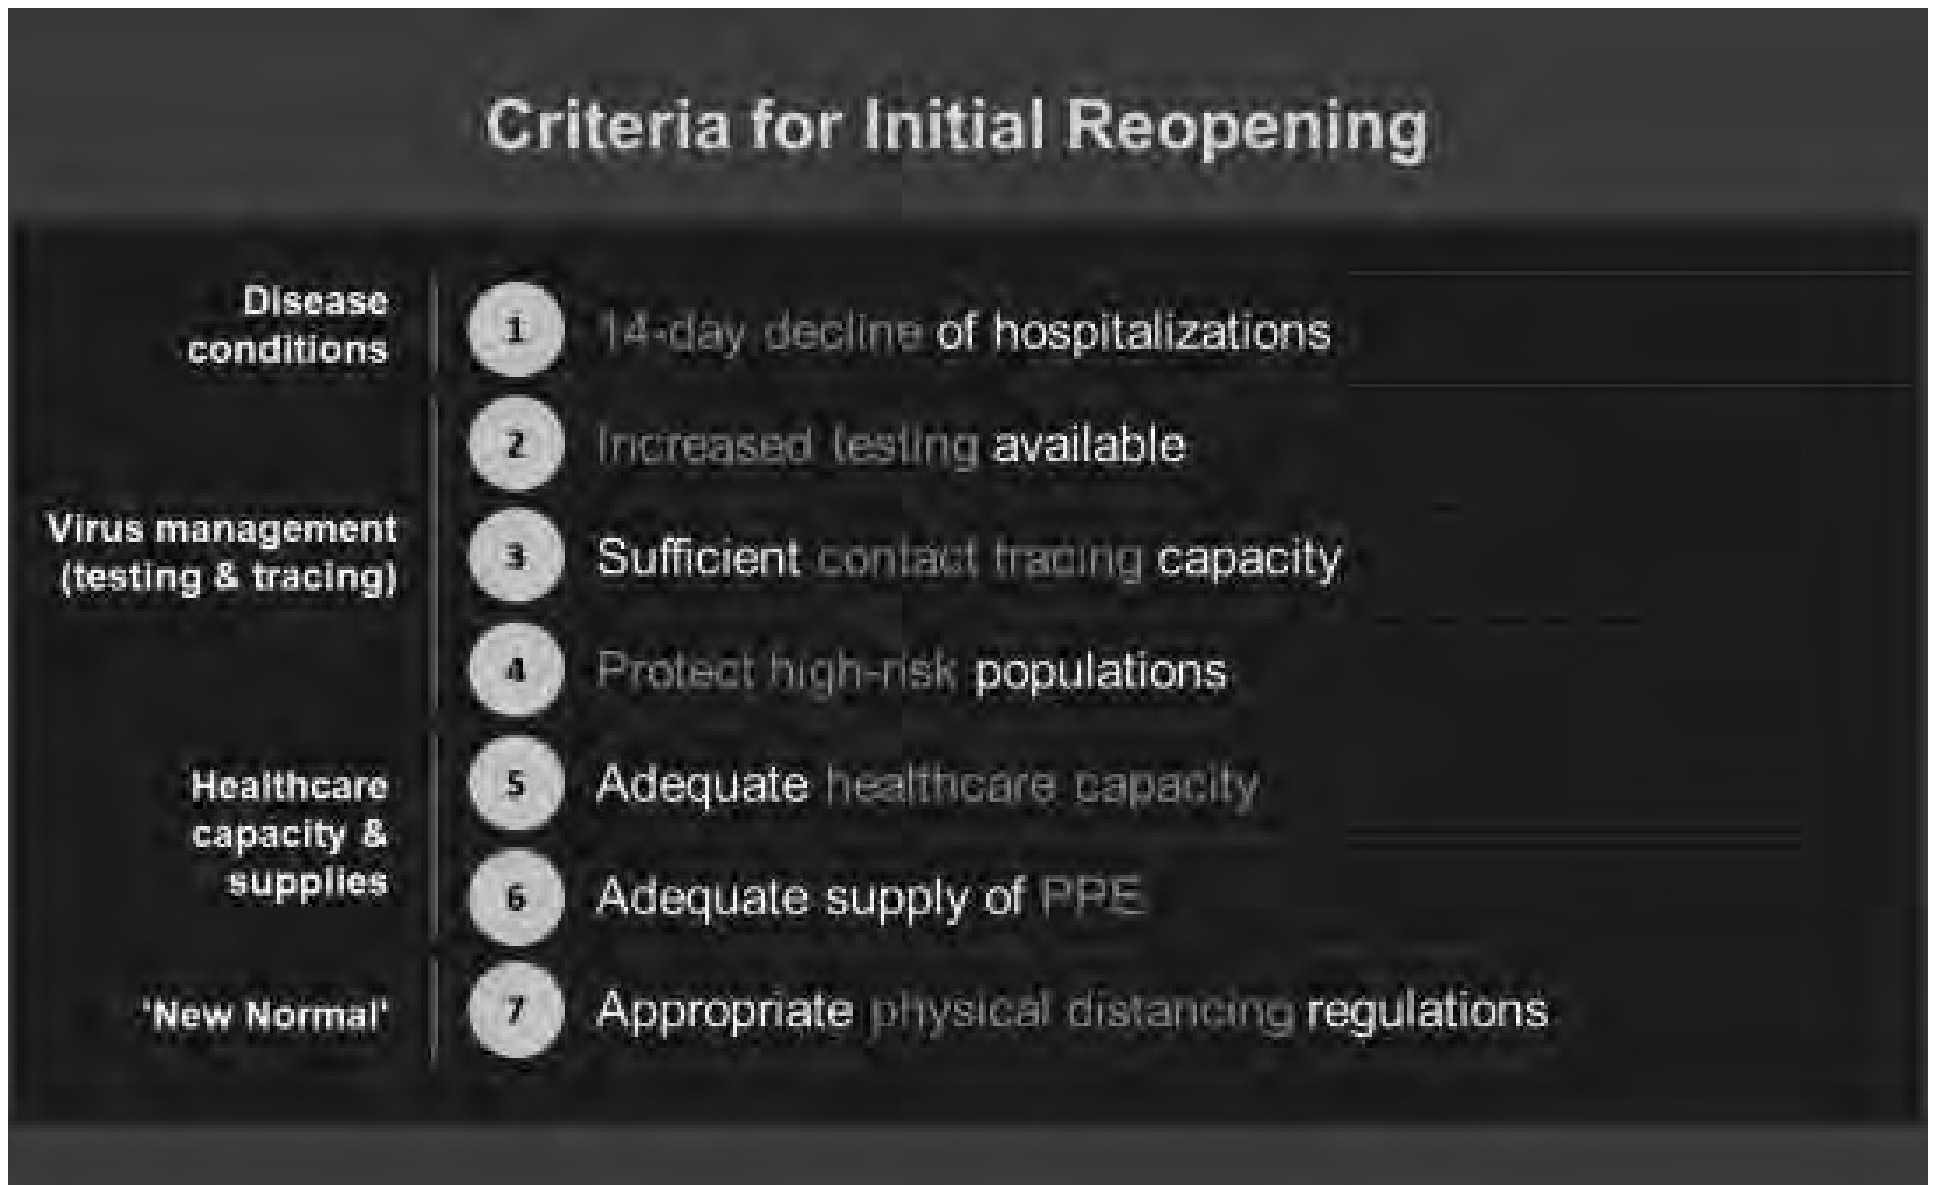 Criteria for Initial Reopening
Disease
conditions
1 14-day decline of hospitalizations
Virus management
(testing & tracing)
2 Increased testing available
3 Sufficient contact tracing capacity
4 Protect high-risk populations
Healthcare
capacity &
supplies
5 Adequate healthcare capacity
6 Adequate supply of PPE
'New Normal'
7 Appropriate physical distancing regulations